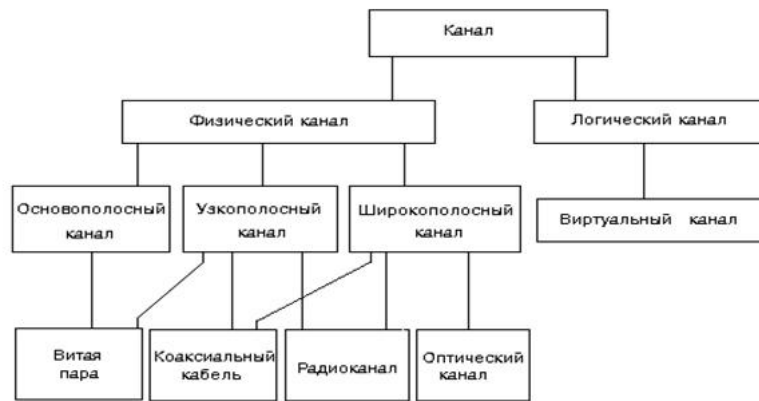 Канал
Физический канал
Логический канал
Основополосный
канал
Узкополосный
канал
Широкополосный
канал
Виртуальный канал
Витая
пара
Коаксиальный
кабель
Радиоканал
Оптический
канал